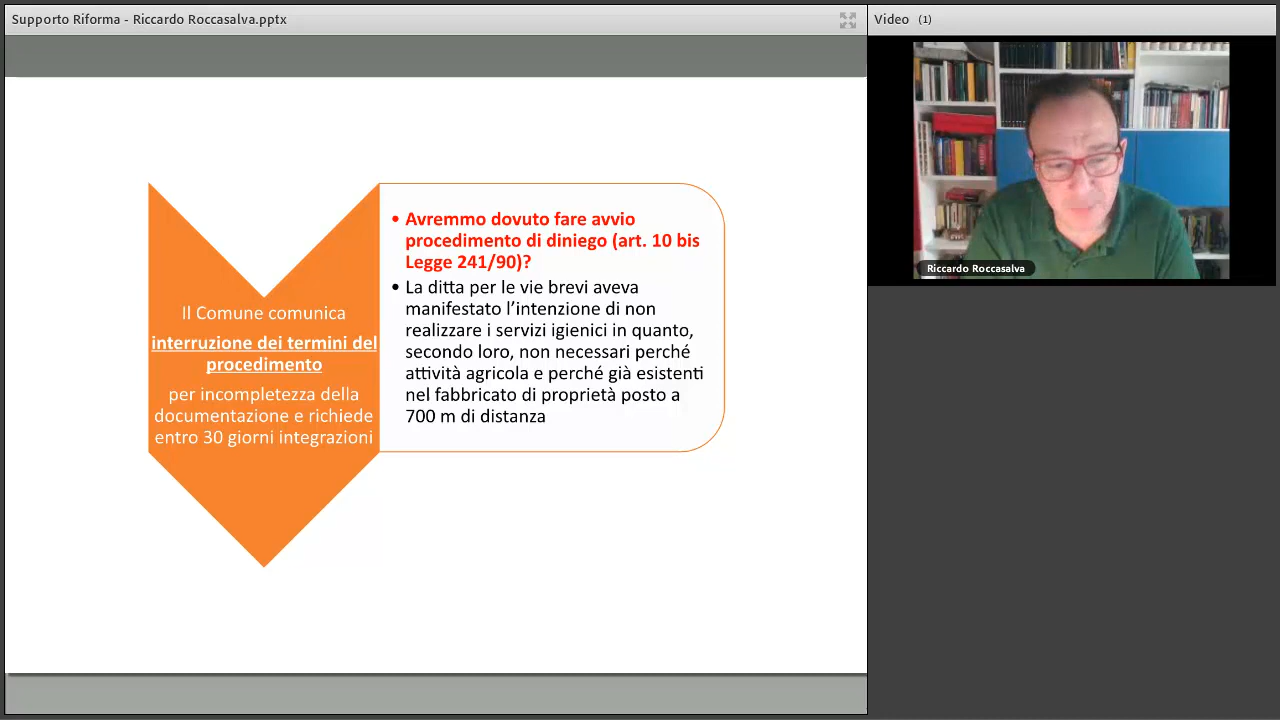 Supporto Riforma - Riccardo Roccasalva.pptx
Video (1)
Riccardo Roccasalva
Il Comune comunica
interruzione dei termini del
procedimento
per incompletezza della
documentazione e richiede
entro 30 giorni integrazioni
• Avremmo dovuto fare avvio
procedimento di diniego (art. 10 bis
Legge 241/90)?
• La ditta per le vie brevi aveva
manifestato l’intenzione di non
realizzare i servizi igienici in quanto,
secondo loro, non necessari perché
attività agricola e perché già esistenti
nel fabbricato di proprietà posto a
700 m di distanza